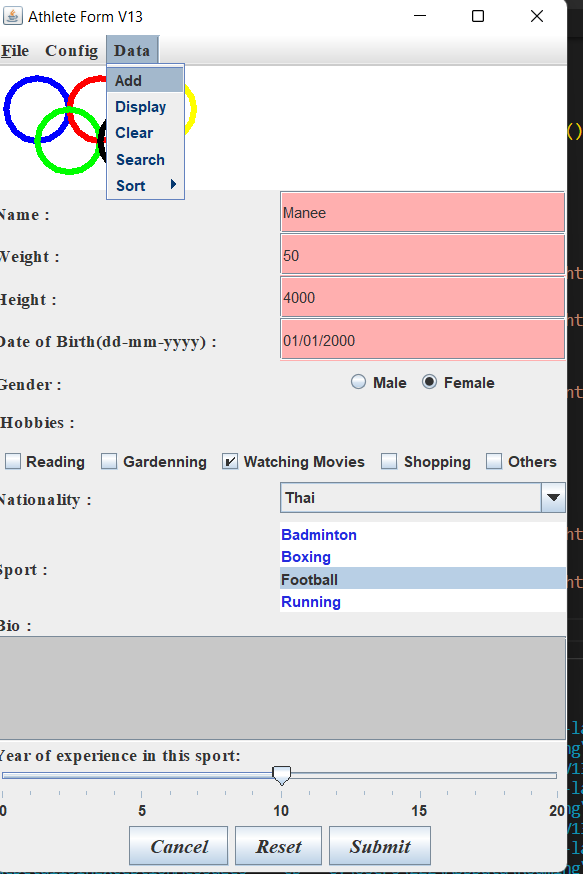 Athlete Form V13
File Config Data
Add
Display
Clear
Search
Sort
()
Name :
Manee
Weight :
50
Height :
4000
Date of Birth(dd-mm-yyyy) :
01/01/2000
Gender :
Male Female
Hobbies :
Reading Gardenning Watching Movies Shopping Others
Nationality :
Thai
Badminton
Boxing
Sport :
Football
Running
Bio :
Year of experience in this sport:
0 5 10 15 20
Cancel Reset Submit